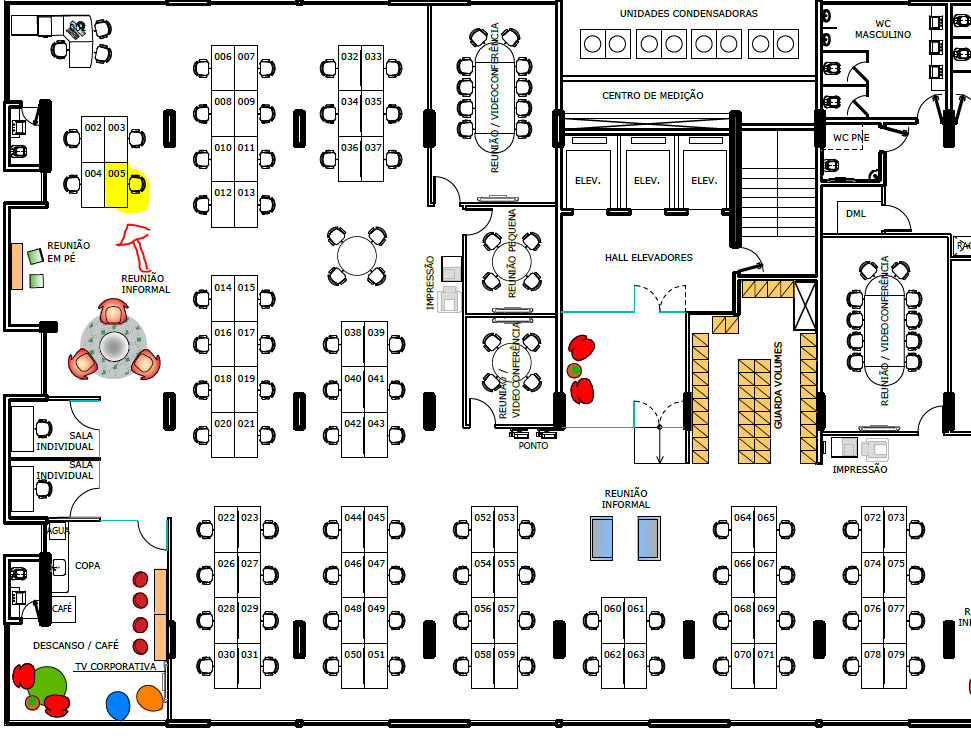 UNIDADES CONDENSADORAS
WC
MASCULINO
REUNIÃO / VIDEOCONFERÊNCIA
006 007
032 033
CENTRO DE MEDIÇÃO
008 009
034 035
002 003
WC PNE
010 011
036 037
004 005
ELEV.
ELEV.
ELEV.
012 013
DML
REUNIÃO
EM PÉ
REUNIÃO PEQUENA
HALL ELEVADORES
REUNIÃO
INFORMAL
IMPRESSÃO
014 015
REUNIÃO / VIDEOCONFERÊNCIA
016 017
038 039
REUNIÃO /
VIDEOCONFERÊNCIA
GUARDA VOLUMES
018 019
040 041
020 021
042 043
SALA
INDIVIDUAL
PONTO
SALA
INDIVIDUAL
IMPRESSÃO
REUNIÃO
INFORMAL
022 023
044 045
052 053
064 065
072 073
ÁGUA
COPA
026 027
046 047
054 055
066 067
074 075
CAFÉ
028 029
048 049
056 057
060 061
068 069
076 077
DESCANSO / CAFÉ
030 031
050 051
058 059
062 063
070 071
078 079
TV CORPORATIVA